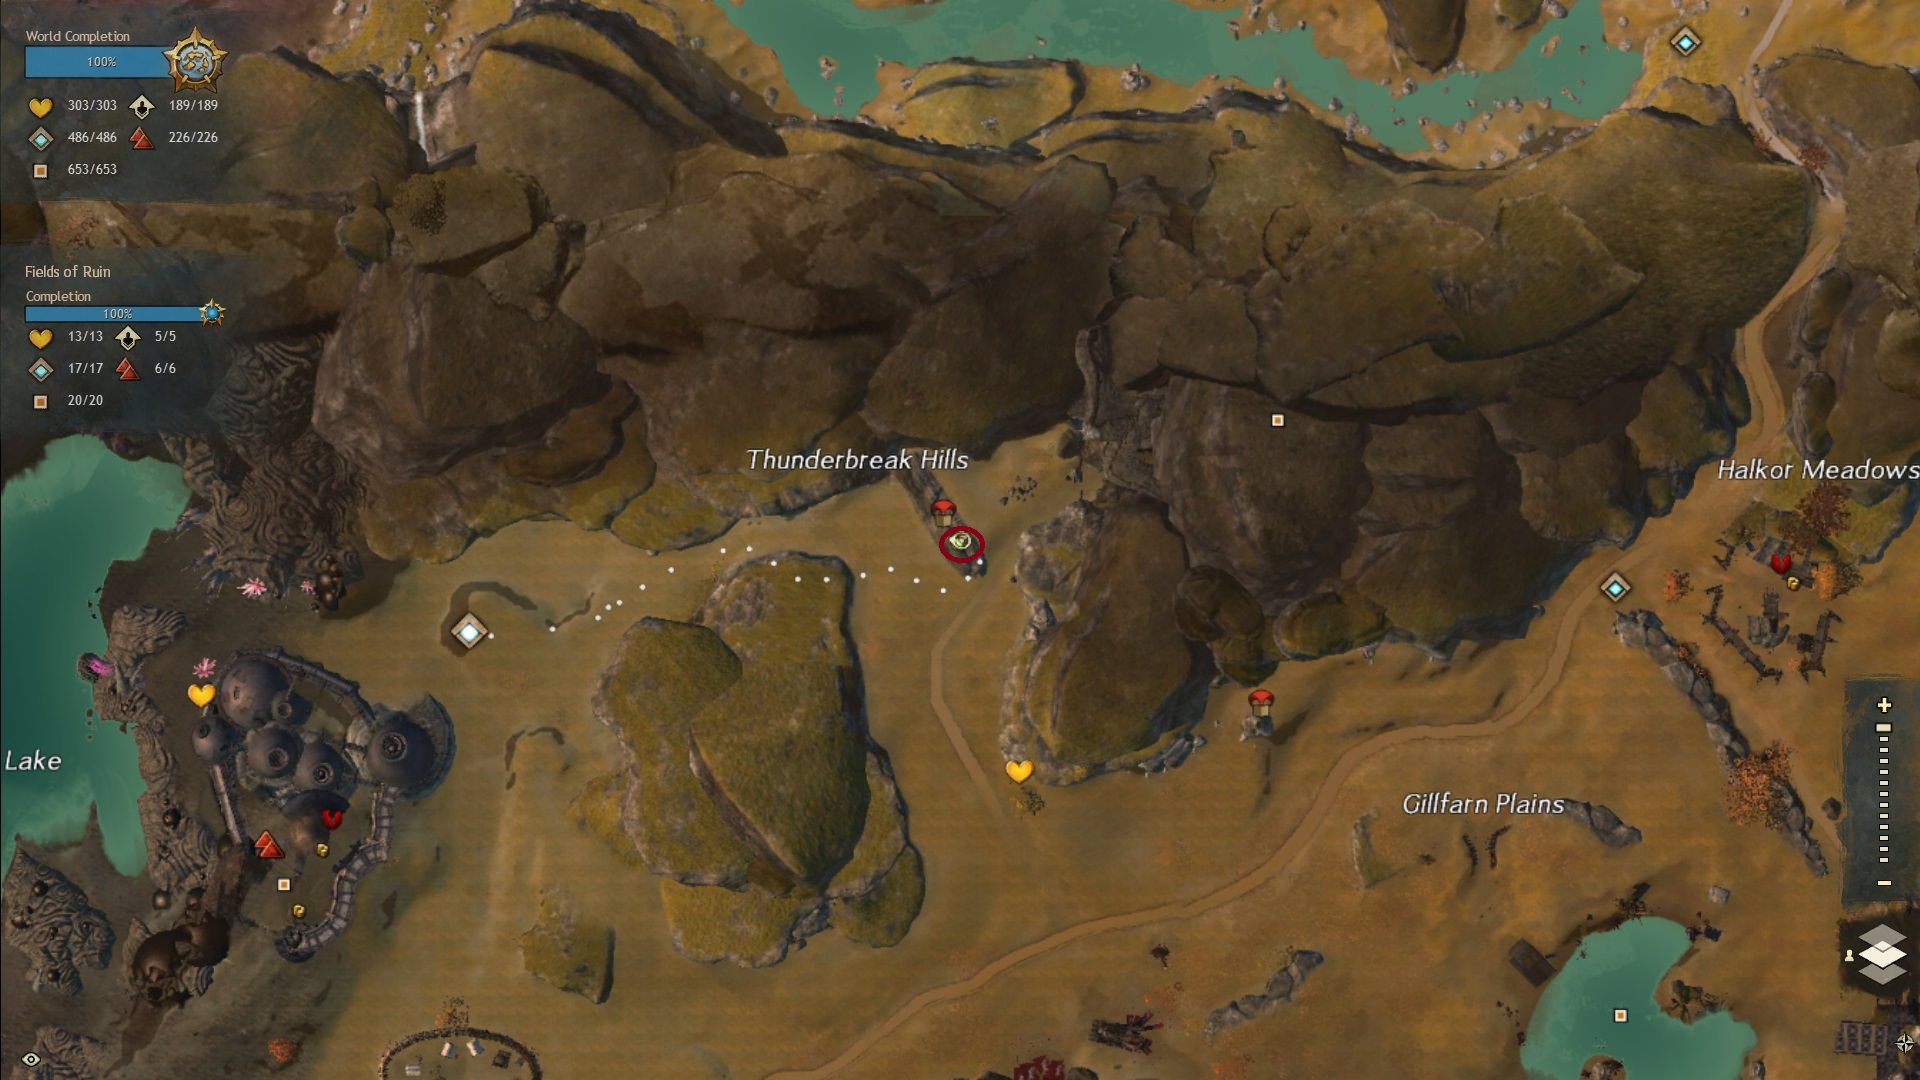 World Completion
100%
303/303 189/189
486/486 226/226
653/653
Fields of Ruin
Completion
100%
13/13 5/5
17/17 6/6
20/20
Thunderbreak Hills
Halkor Meadows
Lake
Gillfarn Plains